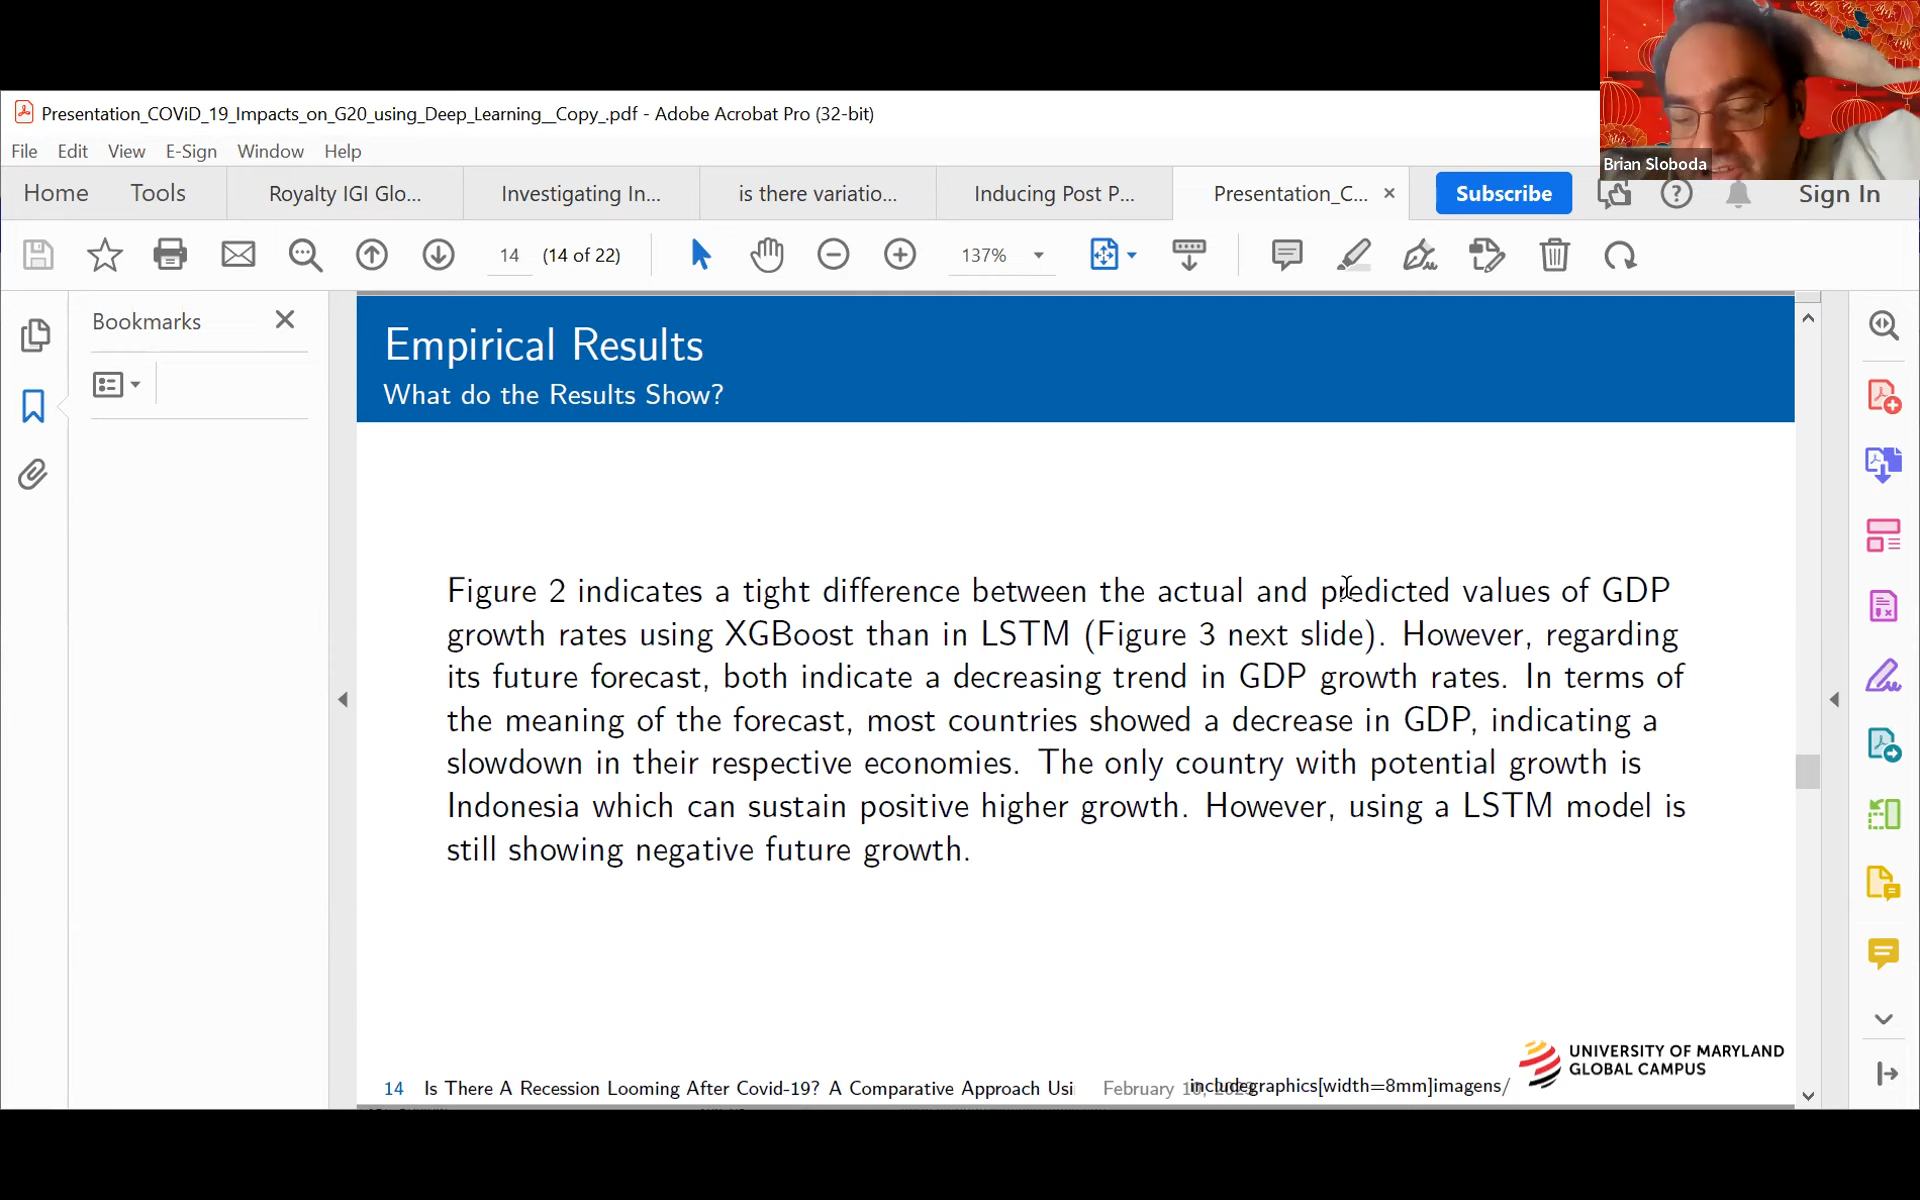 Brian Sloboda
Presentation_COViD_19_Impacts_on_G20_using_Deep_Learning__Copy_.pdf - Adobe Acrobat Pro (32-bit)
File Edit View E-Sign Window Help
Home Tools Royalty IGI Glo... Investigating In... is there variatio... Inducing Post P... Presentation_C... Subscribe Sign In
14 (14 of 22) 137%
Bookmarks
Empirical Results
What do the Results Show?
Figure 2 indicates a tight difference between the actual and predicted values of GDP
growth rates using XGBoost than in LSTM (Figure 3 next slide). However, regarding
its future forecast, both indicate a decreasing trend in GDP growth rates. In terms of
the meaning of the forecast, most countries showed a decrease in GDP, indicating a
slowdown in their respective economies. The only country with potential growth is
Indonesia which can sustain positive higher growth. However, using a LSTM model is
still showing negative future growth.
UNIVERSITY OF MARYLAND
GLOBAL CAMPUS
14 Is There A Recession Looming After Covid-19? A Comparative Approach Usi February includegraphics[width=8mm]imagens/